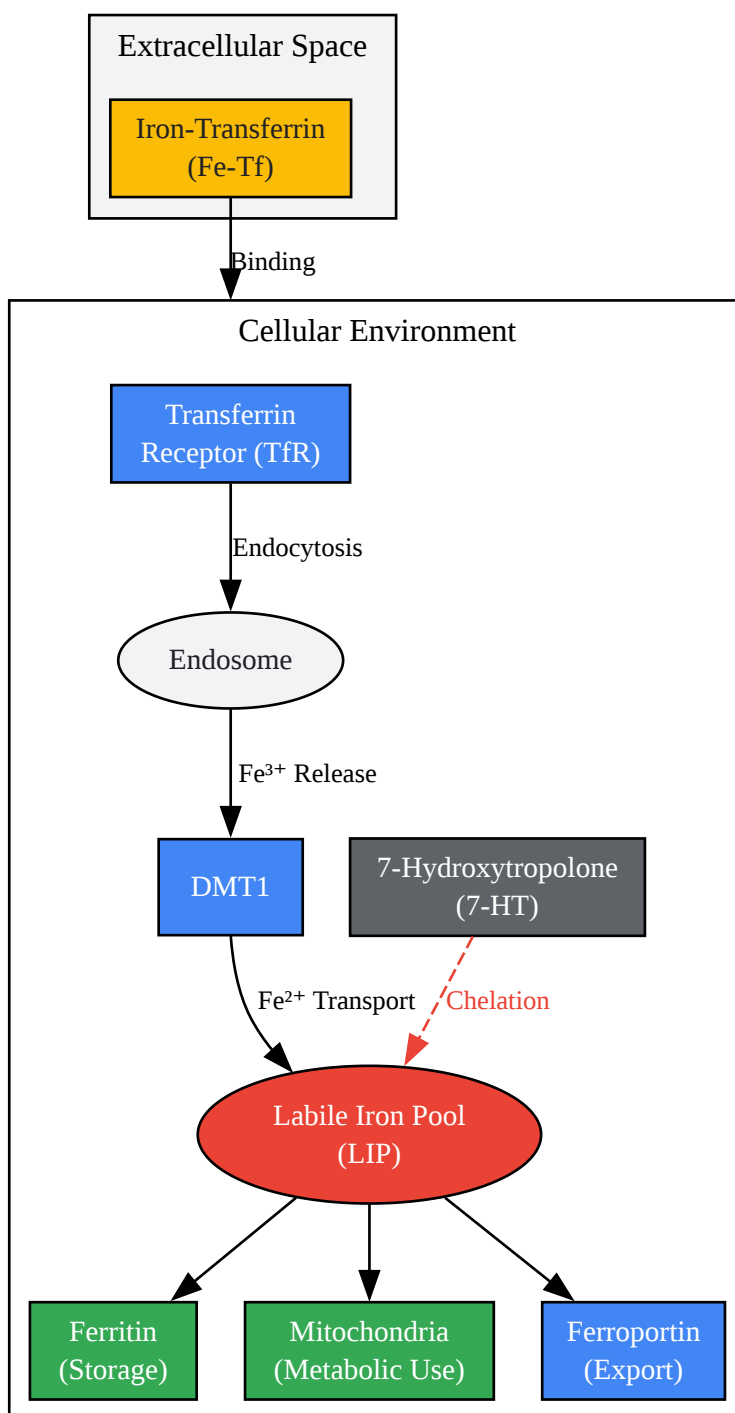 Extracellular Space
Iron-Transferrin
(Fe-Tf)
Binding
Cellular Environment
Transferrin
Receptor (TfR)
Endocytosis
Endosome
Fe³⁺ Release
DMT1
7-Hydroxytropolone
(7-HT)
Fe²⁺ Transport
Chelation
Labile Iron Pool
(LIP)
Ferritin
(Storage)
Mitochondria
(Metabolic Use)
Ferroportin
(Export)